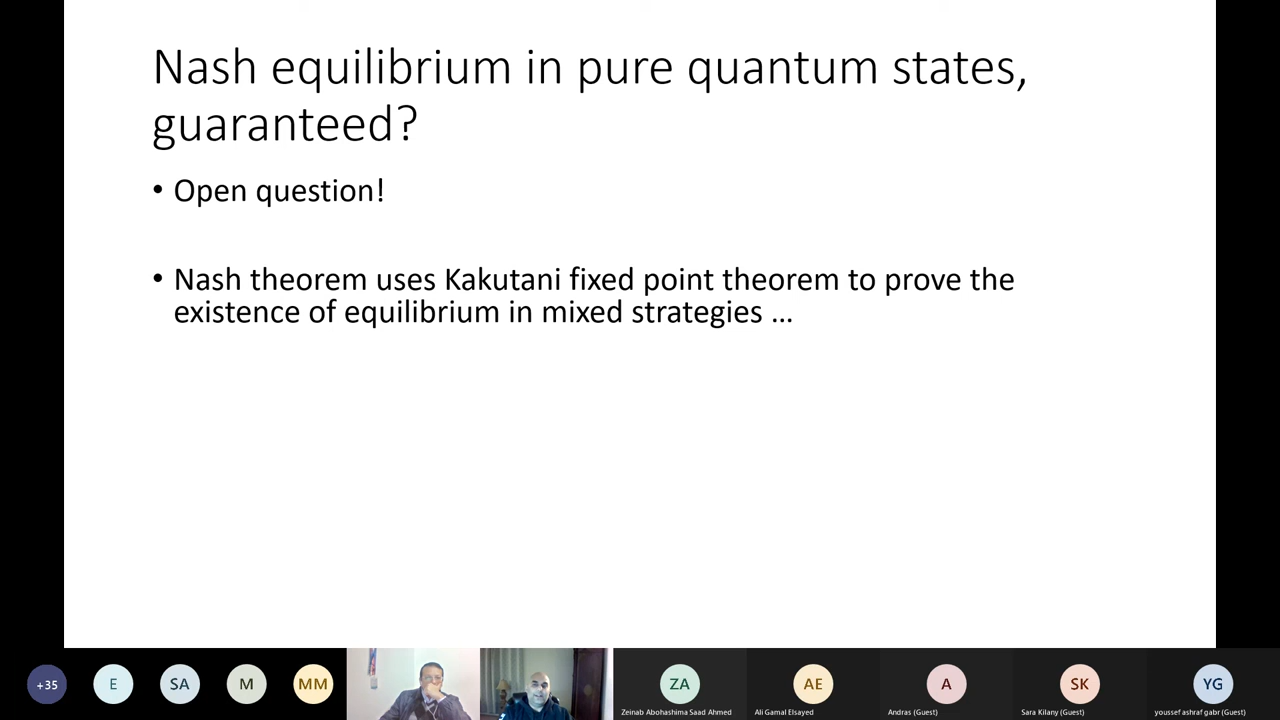 Nash equilibrium in pure quantum states,
guaranteed?
• Open question!
• Nash theorem uses Kakutani fixed point theorem to prove the
existence of equilibrium in mixed strategies ...
+35
E
SA
M
MM
ZA
AE
A
SK
YG
Zeinab Abohashima Saad Ahmed
Ali Gamal Elsayed
Andras (Guest)
Sara Kilany (Guest)
youssef ashraf gabr (Guest)